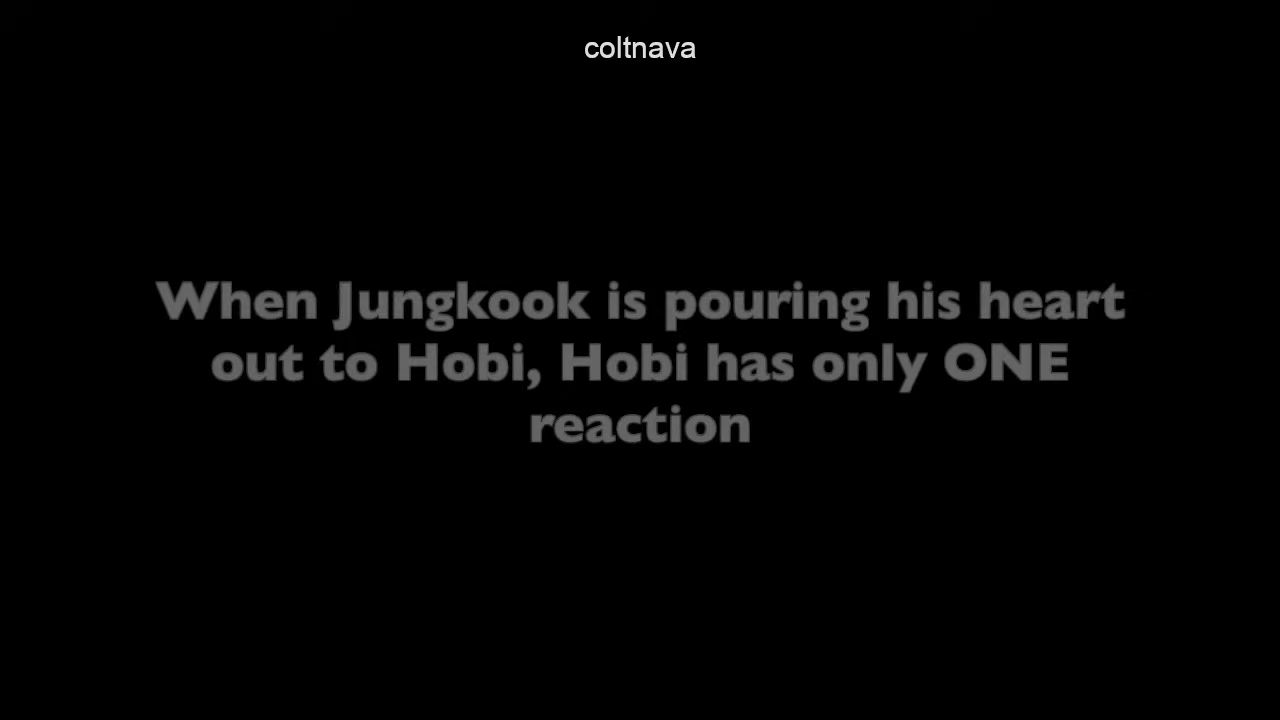 coltnava
When Jungkook is pouring his heart
out to Hobi, Hobi has only ONE
reaction